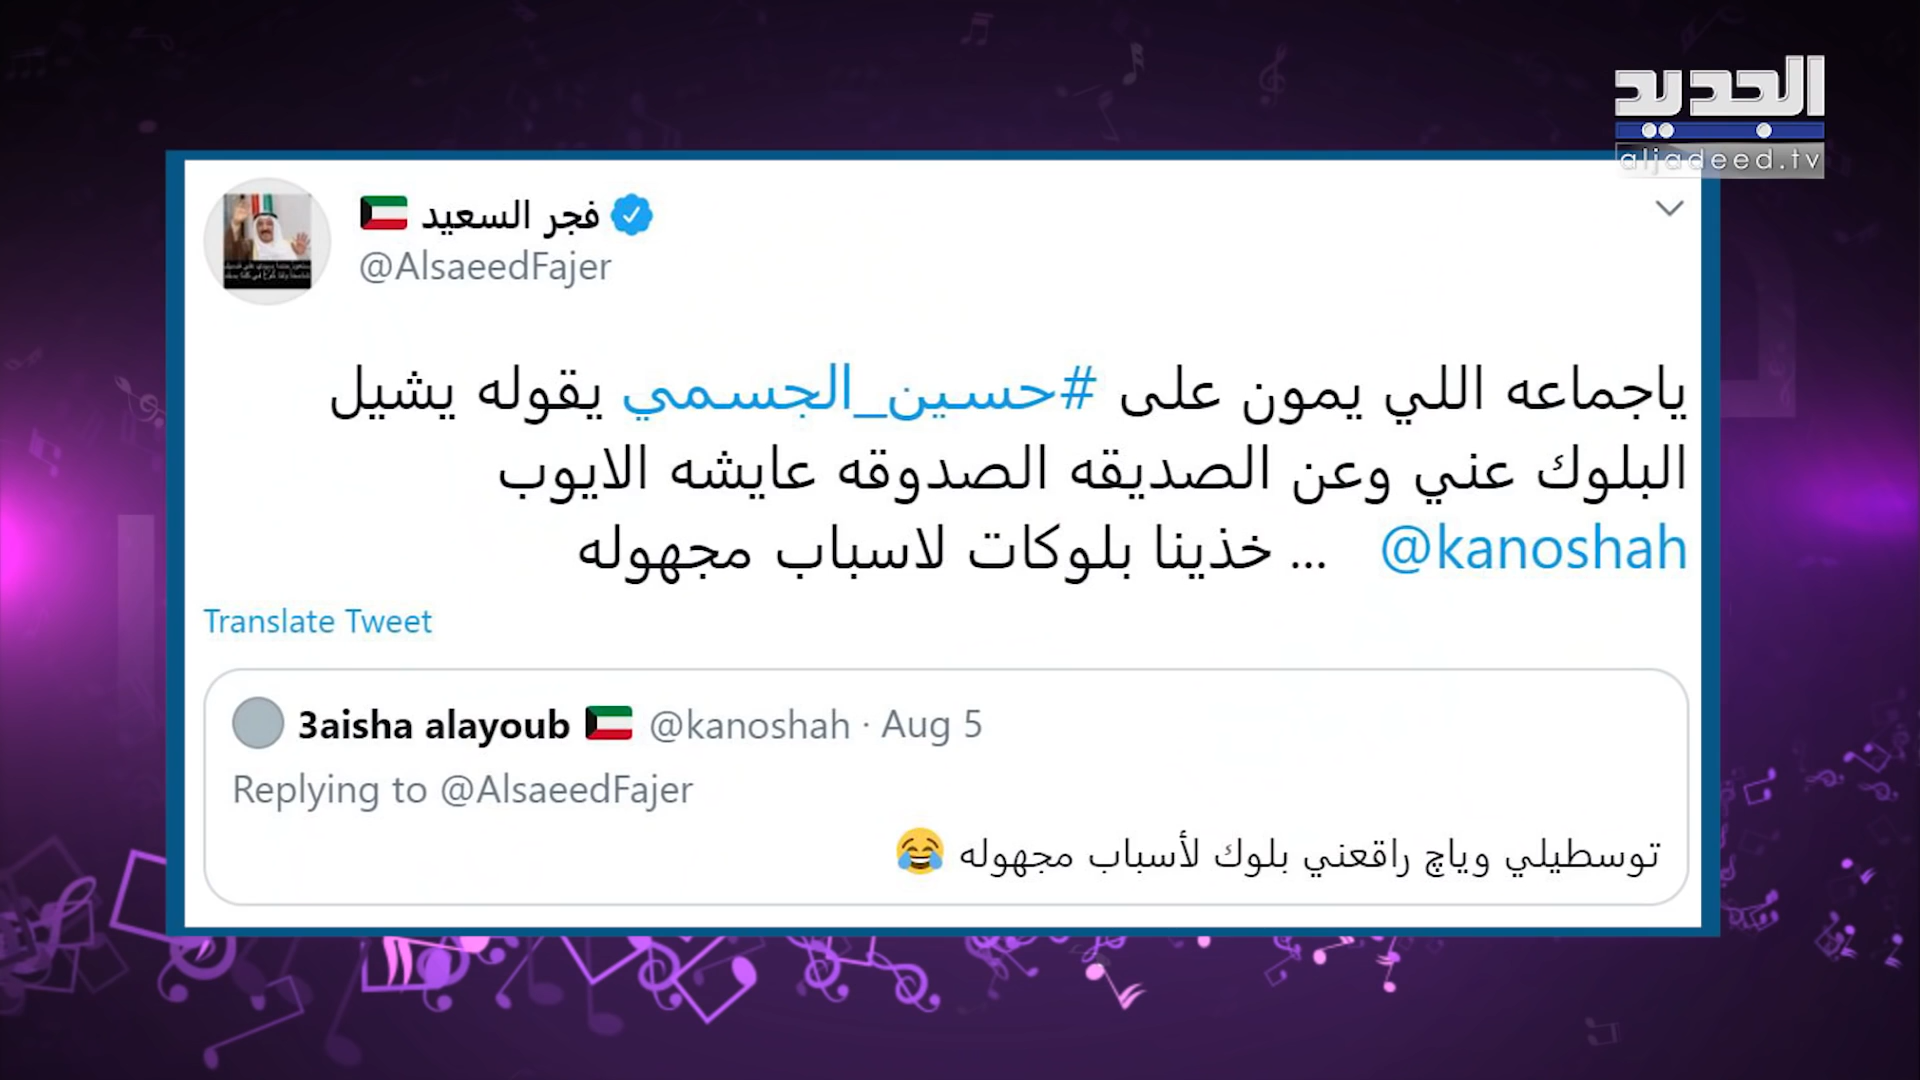 الجديد
aljadeed.tv
فجر السعيد
@AlsaeedFajer
ياجماعه اللي يمون على #حسين_الجسمي يقوله يشيل
البلوك عني وعن الصديقه الصدوقه عايشه الايوب
@kanoshah ... خذينا بلوكات لاسباب مجهوله
Translate Tweet
3aisha alayoub @kanoshah · Aug 5
Replying to @AlsaeedFajer
توسطيلي وياچ راقعني بلوك لأسباب مجهوله 😂